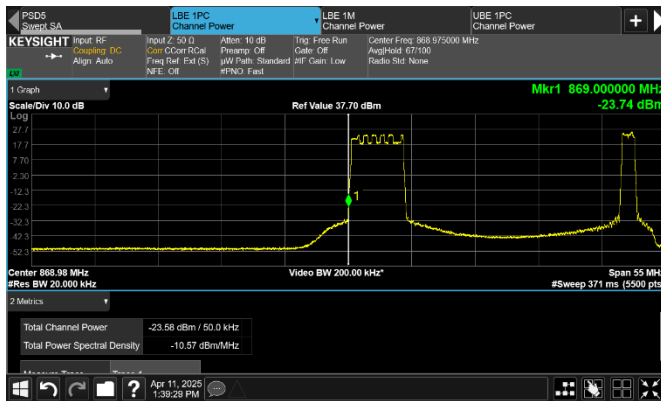 PSD5
Swept SA
LBE 1PC
Channel Power
LBE 1M
Channel Power
UBE 1PC
Channel Power
KEYSIGHT
Input: RF
Coupling: DC
Align: Auto
Input Z: 50 Ω
Corr CCorr RCal
Freq Ref: Ext (S)
NFE: Off
Atten: 10 dB
Preamp: Off
µW Path: Standard
#PNO: Fast
Trig: Free Run
Gate: Off
#IF Gain: Low
Center Freq: 868.975000 MHz
Avg|Hold: 67/100
Radio Std: None
1 Graph
Scale/Div 10.0 dB
Ref Value 37.70 dBm
Mkr1 869.000000 MHz
-23.74 dBm
Log
27.7
17.7
7.70
-2.30
-12.3
-22.3
-32.3
-42.3
-52.3
1
Center 868.98 MHz
#Res BW 20.000 kHz
Video BW 200.00 kHz*
Span 55 MHz
#Sweep 371 ms (5500 pts)
2 Metrics
Total Channel Power -23.58 dBm / 50.0 kHz
Total Power Spectral Density -10.57 dBm/MHz
Apr 11, 2025
1:39:29 PM